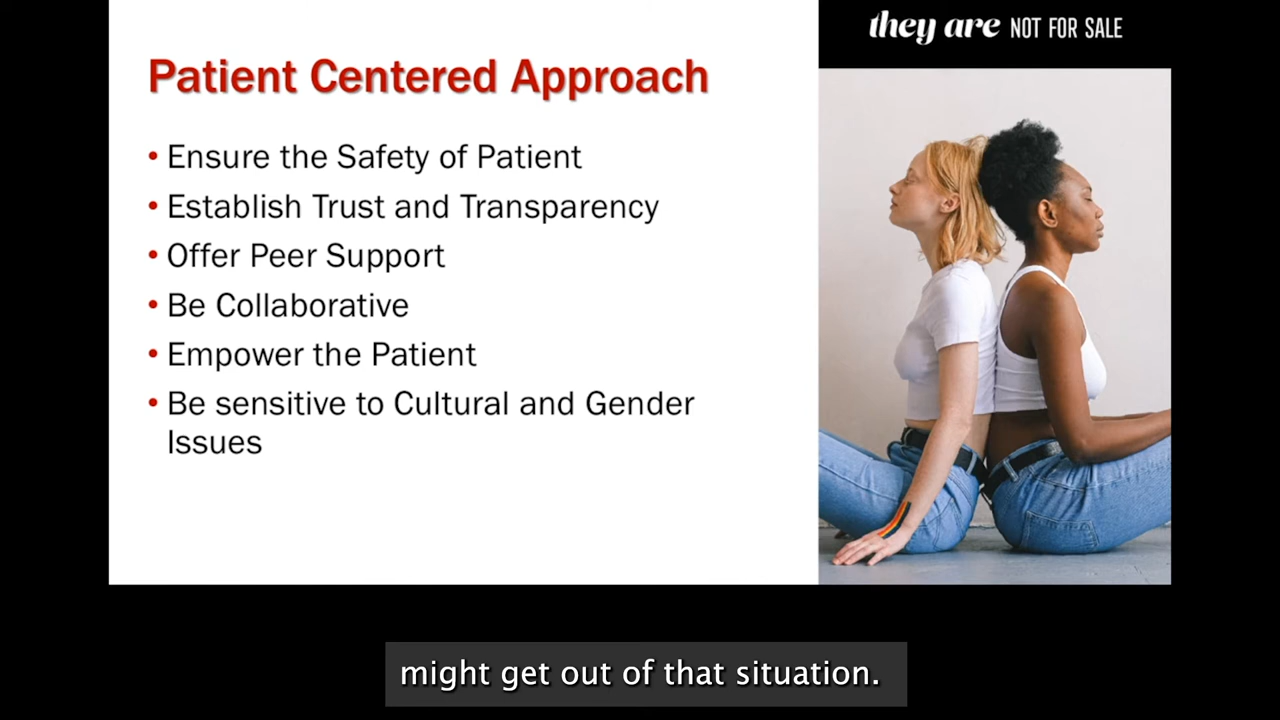 they are NOT FOR SALE
Patient Centered Approach
• Ensure the Safety of Patient
• Establish Trust and Transparency
• Offer Peer Support
• Be Collaborative
• Empower the Patient
• Be sensitive to Cultural and Gender
Issues
might get out of that situation.